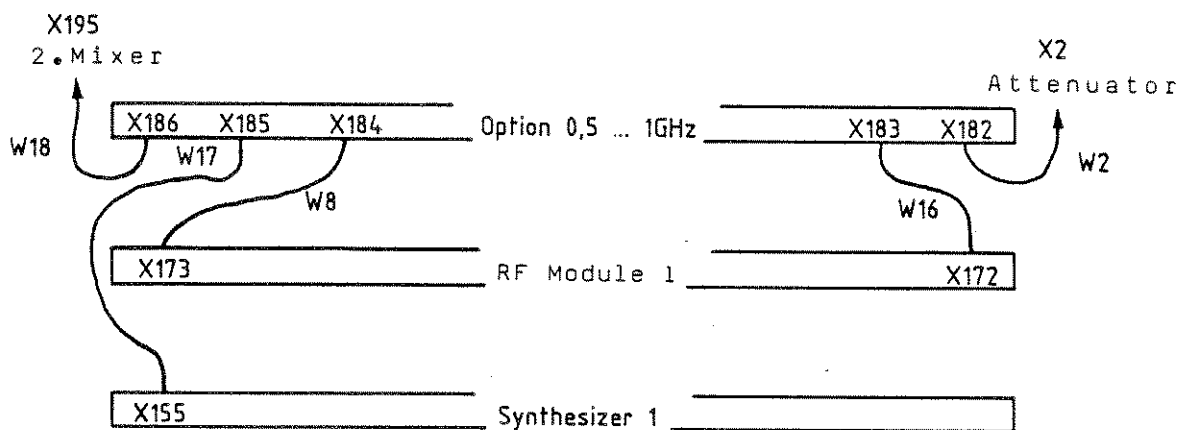 X195
2.Mixer
X2
Attenuator
X186 X185 X184 Option 0,5 ... 1GHz X183 X182
W18 W17 W2
W8 W16
X173 RF Module 1 X172
X155 Synthesizer 1